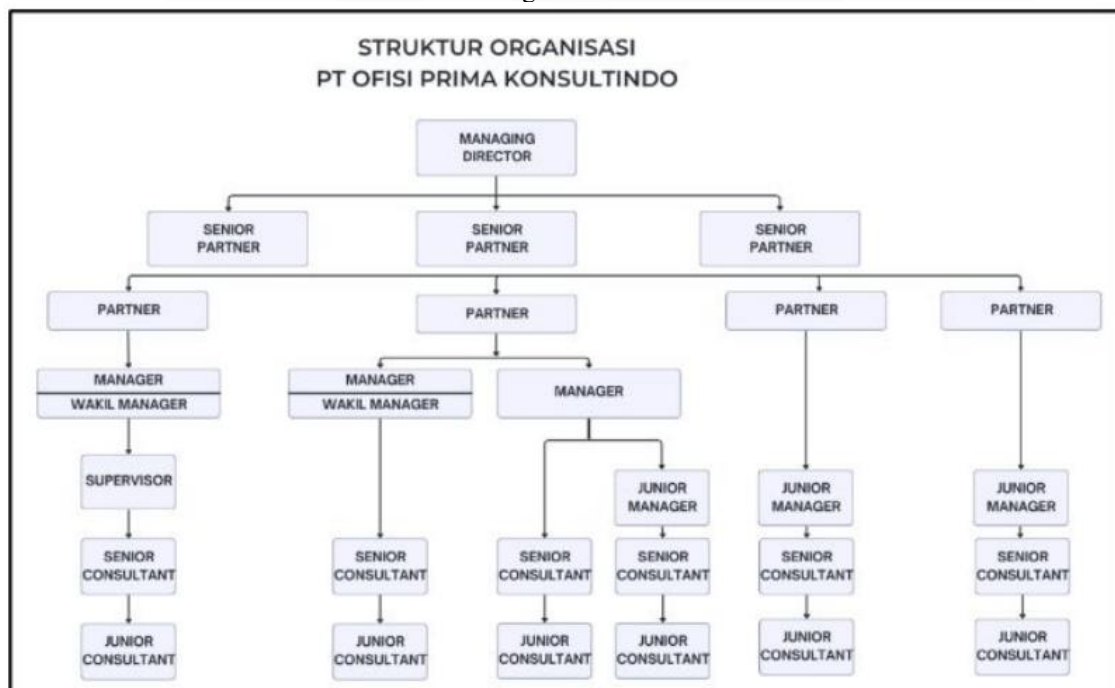 STRUKTUR ORGANISASI
PT OFISI PRIMA KONSULTINDO
MANAGING
DIRECTOR
SENIOR
PARTNER
SENIOR
PARTNER
SENIOR
PARTNER
PARTNER
PARTNER
PARTNER
PARTNER
MANAGER
WAKIL MANAGER
MANAGER
WAKIL MANAGER
MANAGER
SUPERVISOR
JUNIOR
MANAGER
JUNIOR
MANAGER
JUNIOR
MANAGER
SENIOR
CONSULTANT
SENIOR
CONSULTANT
SENIOR
CONSULTANT
SENIOR
CONSULTANT
SENIOR
CONSULTANT
SENIOR
CONSULTANT
JUNIOR
CONSULTANT
JUNIOR
CONSULTANT
JUNIOR
CONSULTANT
JUNIOR
CONSULTANT
JUNIOR
CONSULTANT
JUNIOR
CONSULTANT